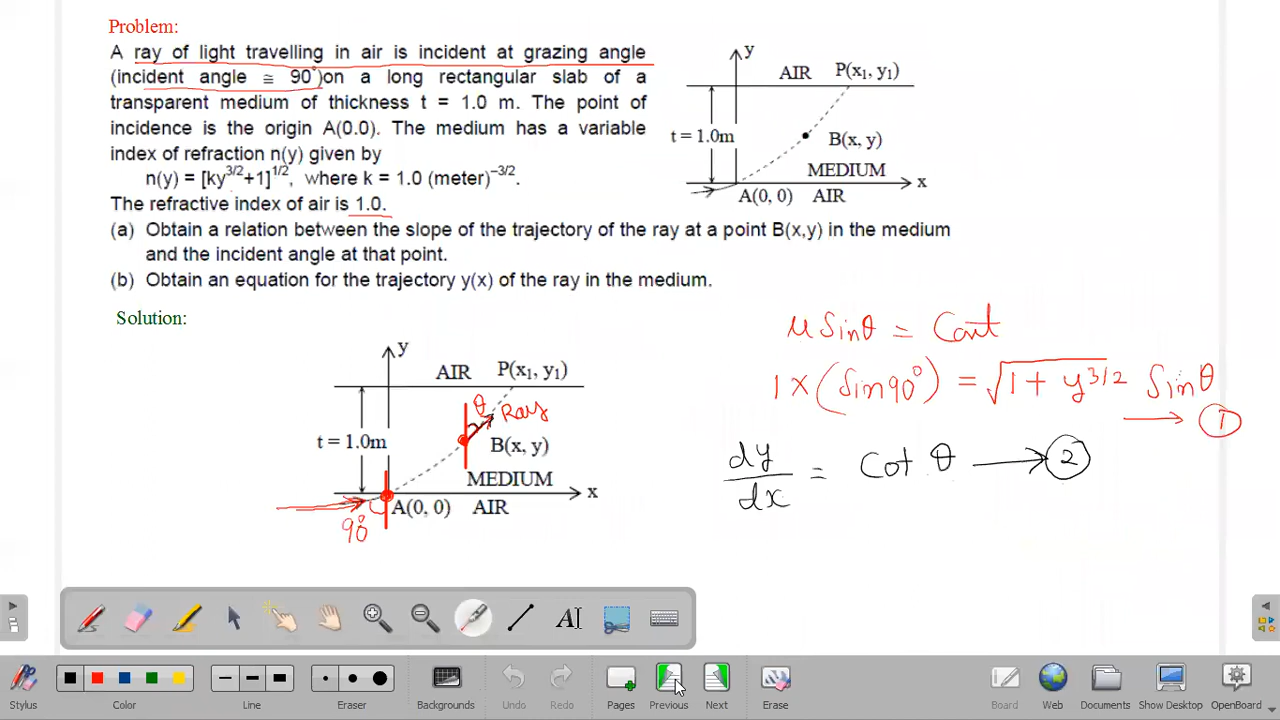 Problem:
A ray of light travelling in air is incident at grazing angle
(incident angle ≅ 90°)on a long rectangular slab of a
transparent medium of thickness t = 1.0 m. The point of
incidence is the origin A(0.0). The medium has a variable
index of refraction n(y) given by
n(y) = [ky^3/2+1]^1/2, where k = 1.0 (meter)^−3/2.
The refractive index of air is 1.0.
y
AIR P(x₁, y₁)
t = 1.0m
B(x, y)
MEDIUM
x
A(0, 0) AIR
(a) Obtain a relation between the slope of the trajectory of the ray at a point B(x,y) in the medium
and the incident angle at that point.
(b) Obtain an equation for the trajectory y(x) of the ray in the medium.
Solution:
y
AIR P(x₁, y₁)
θ Ray
t = 1.0m
B(x, y)
MEDIUM
x
A(0, 0) AIR
90°
μ Sinθ = Const
1 × (Sin 90°) = √(1 + y^3/2) Sinθ
→ ①
dy/dx = Cot θ → ②
Stylus
Color
Line
Eraser
Backgrounds
Undo
Redo
Pages
Previous
Next
Erase
Board
Web
Documents
Show Desktop
OpenBoard